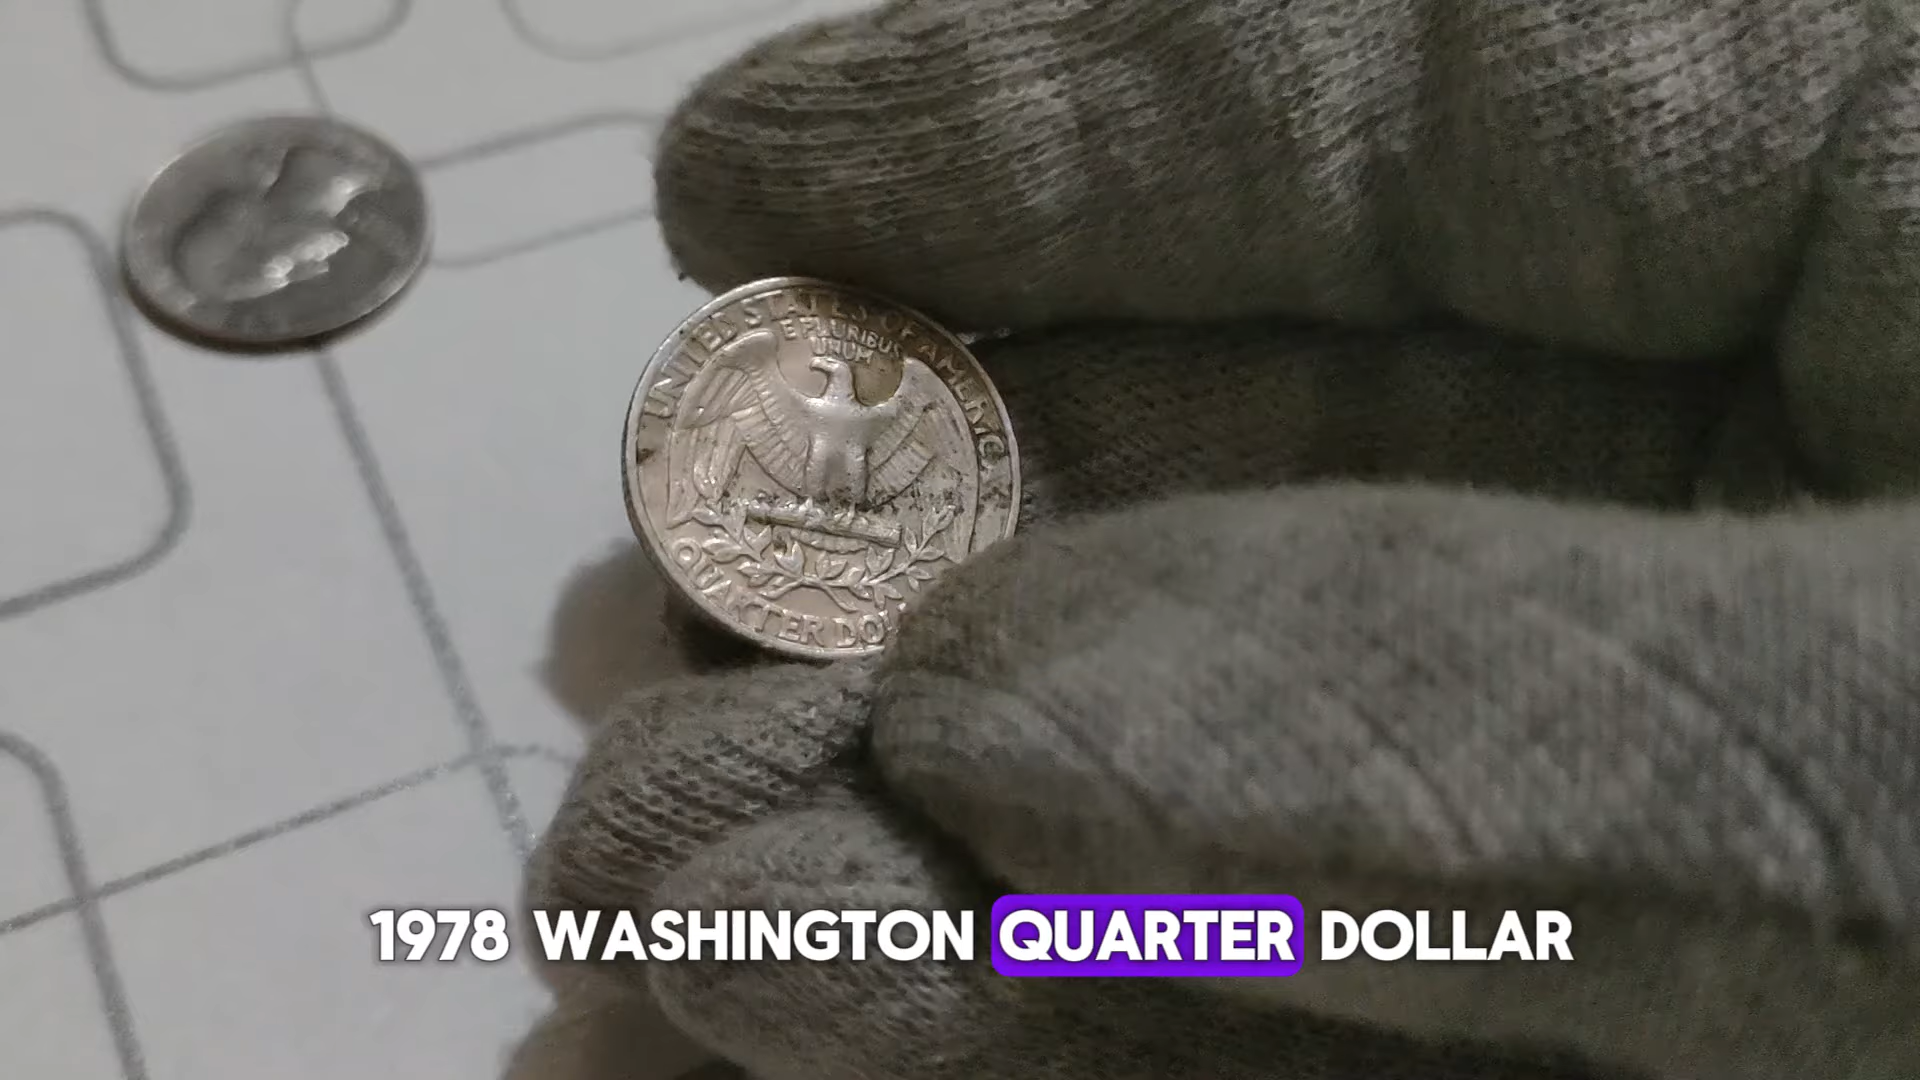 UNITED STATES OF AMERICA
E PLURIBUS
UNUM
QUARTER DO
1978 WASHINGTON QUARTER DOLLAR